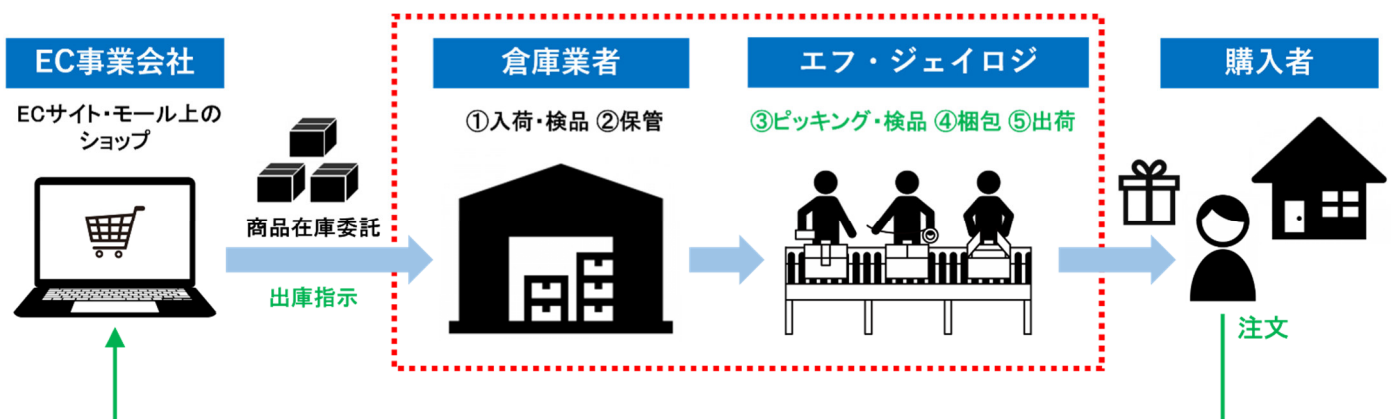 EC事業会社
ECサイト・モール上の
ショップ
商品在庫委託
出庫指示
倉庫業者
①入荷・検品 ②保管
エフ・ジェイロジ
③ピッキング・検品 ④梱包 ⑤出荷
購入者
注文